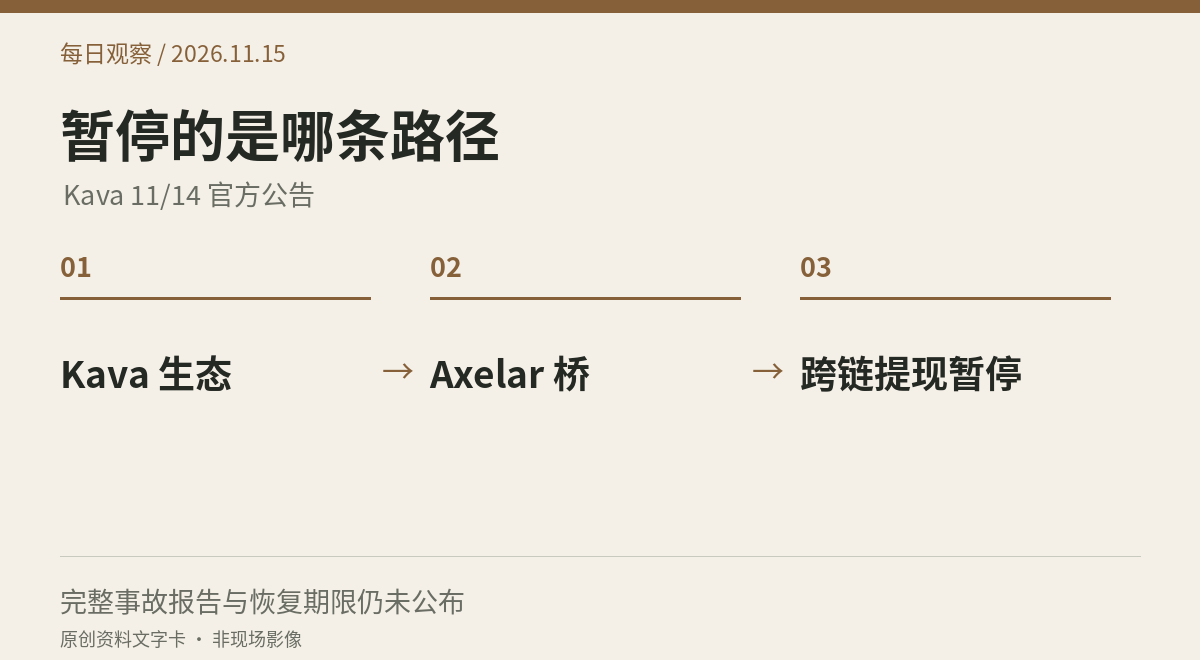 每日观察 / 2026.11.15
暂停的是哪条路径
Kava 11/14 官方公告
01
02
03
Kava 生态 → Axelar 桥 → 跨链提现暂停
完整事故报告与恢复期限仍未公布
原创资料文字卡 · 非现场影像